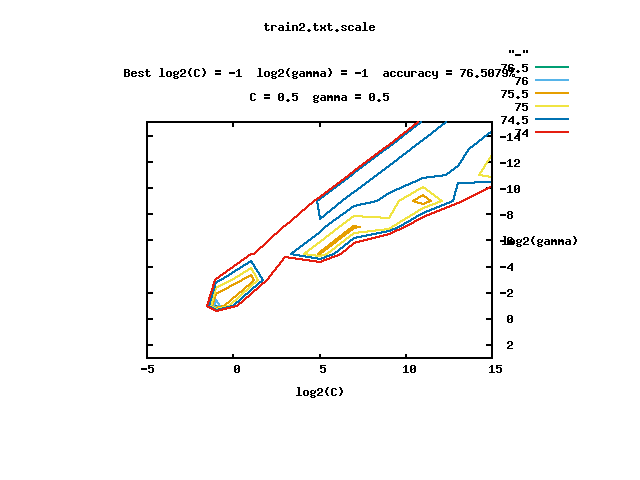 train2.txt.scale
"-"
Best log2(C) = -1  log2(gamma) = -1  accuracy = 76.5079%
76.5
76
C = 0.5  gamma = 0.5
75.5
75
74.5
74
-14
-12
-10
-8
-6
log2(gamma)
-4
-2
0
2
-5 0 5 10 15
log2(C)